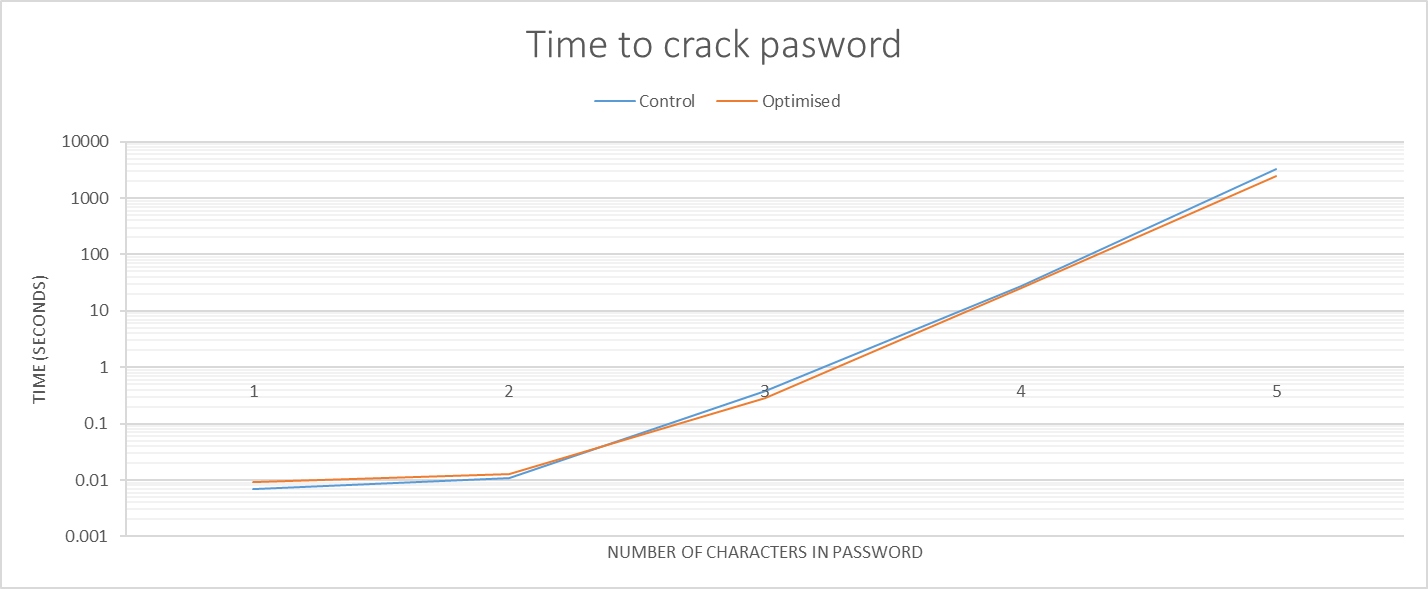 Time to crack pasword
Control Optimised
10000
1000
100
10
1
0.1
0.01
0.001
TIME (SECONDS)
1 2 3 4 5
NUMBER OF CHARACTERS IN PASSWORD